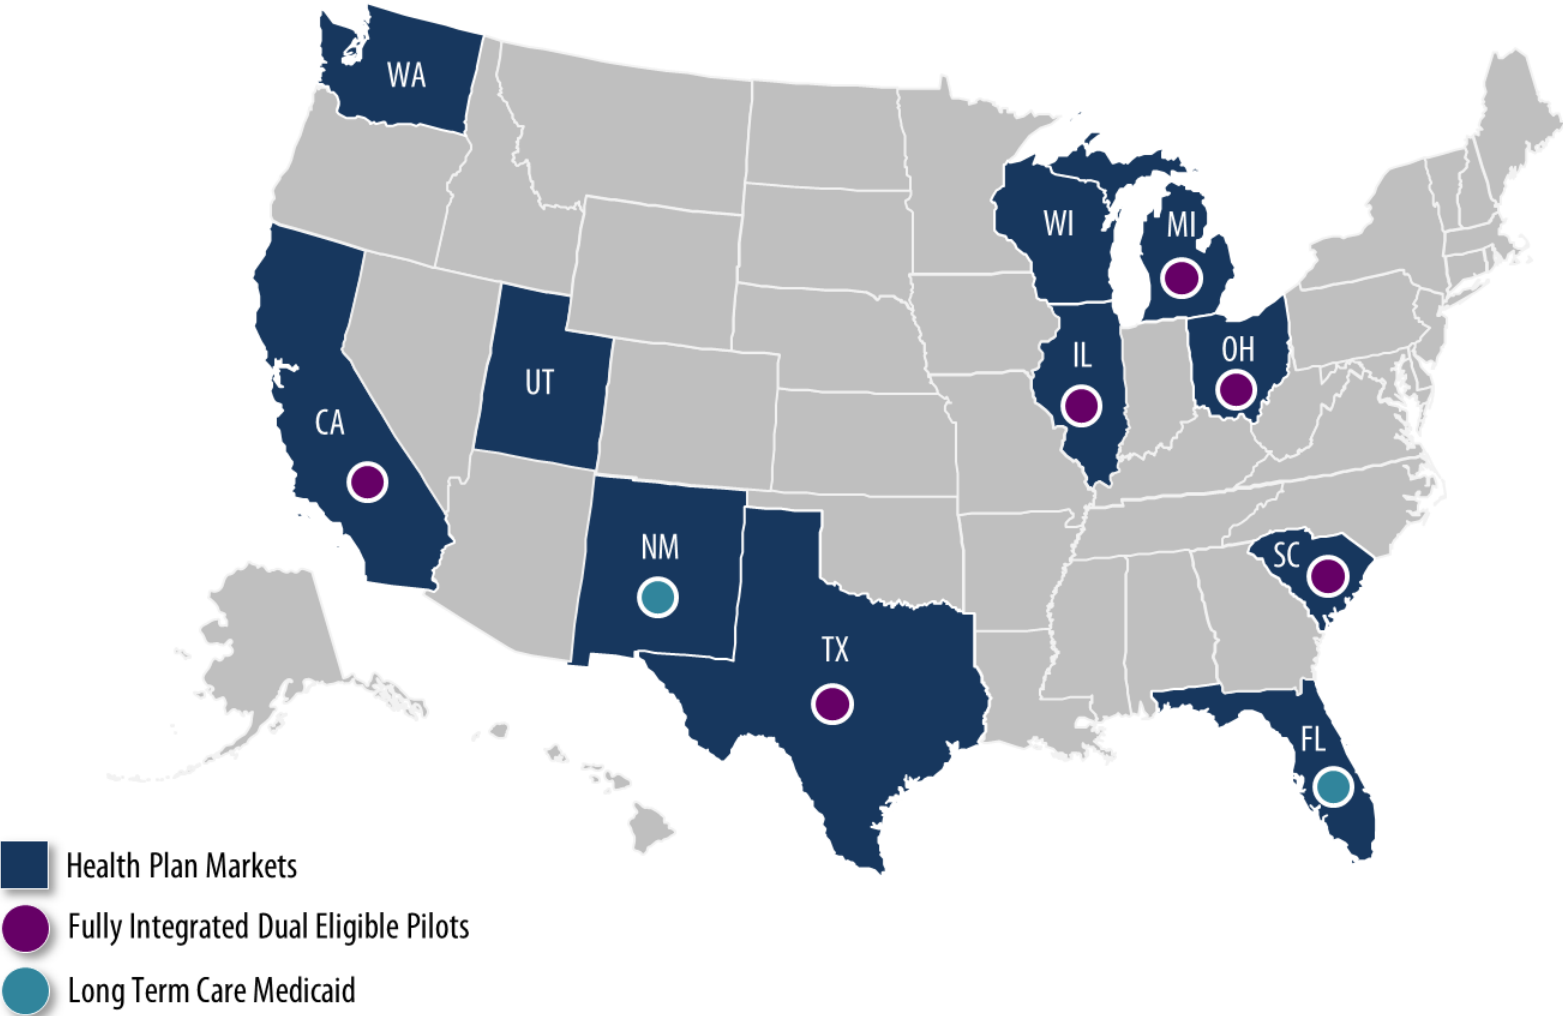 WA
WI
MI
IL
OH
UT
CA
NM
SC
TX
FL
Health Plan Markets
Fully Integrated Dual Eligible Pilots
Long Term Care Medicaid